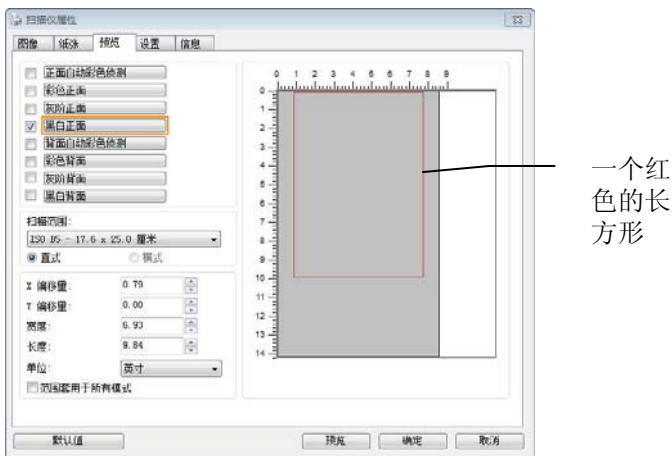 扫描仪属性
图像 纸张 预览 设置 信息
正面自动彩色侦测
彩色正面
灰阶正面
黑白正面
背面自动彩色侦测
彩色背面
灰阶背面
黑白背面
扫描范围:
ISO B5 - 17.6 x 25.0 厘米
直式 横式
X 偏移量: 0.79
Y 偏移量: 0.00
宽度: 6.93
长度: 9.84
单位: 英寸
范围套用于所有模式
0 1 2 3 4 5 6 7 8 9
0
1
2
3
4
5
6
7
8
9
10
11
12
13
14
一个红
色的长
方形
默认值 预览 确定 取消